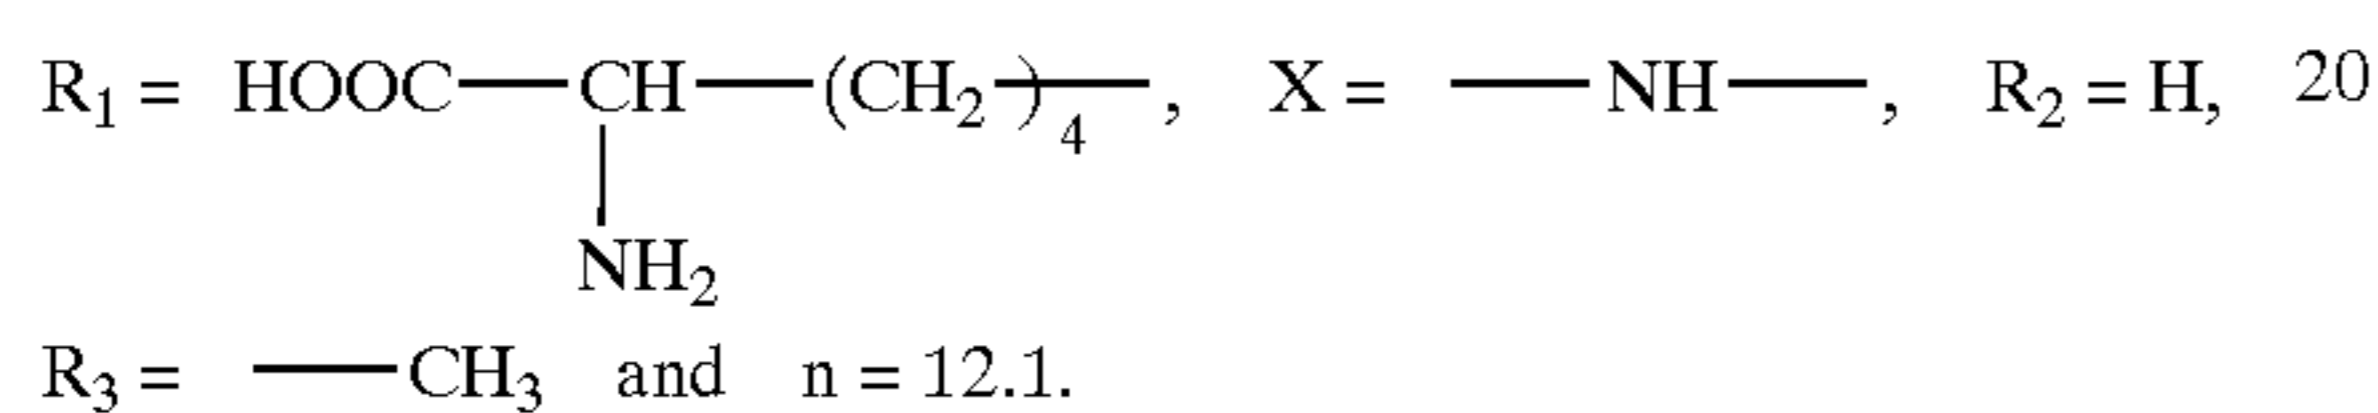 R₁ = HOOC—CH—(CH₂)₄—, X = —NH—, R₂ = H, 20
NH₂
R₃ = —CH₃ and n = 12.1.